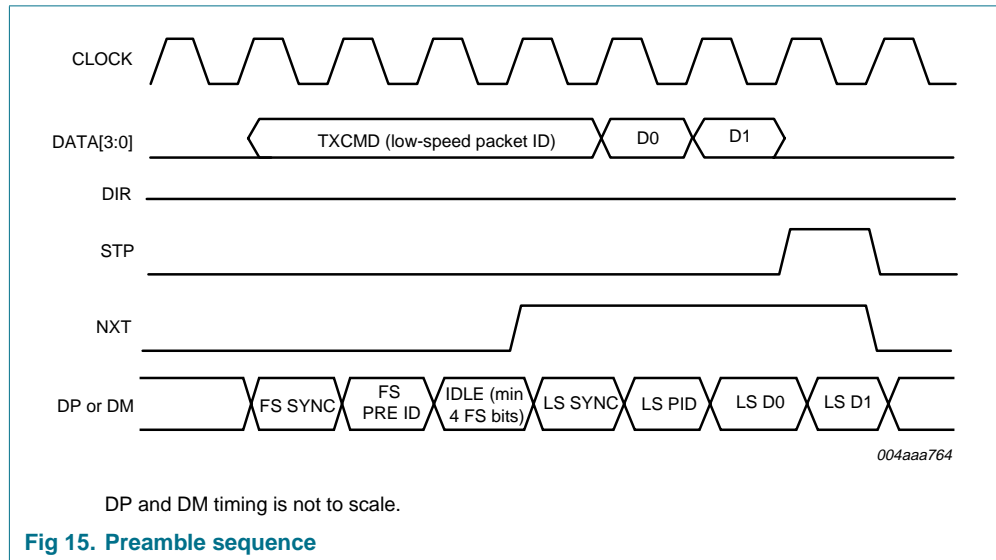 CLOCK
DATA[3:0]
TXCMD (low-speed packet ID)
D0
D1
DIR
STP
NXT
DP or DM
FS SYNC
FS
PRE ID
IDLE (min
4 FS bits)
LS SYNC
LS PID
LS D0
LS D1
004aaa764
DP and DM timing is not to scale.
Fig 15. Preamble sequence